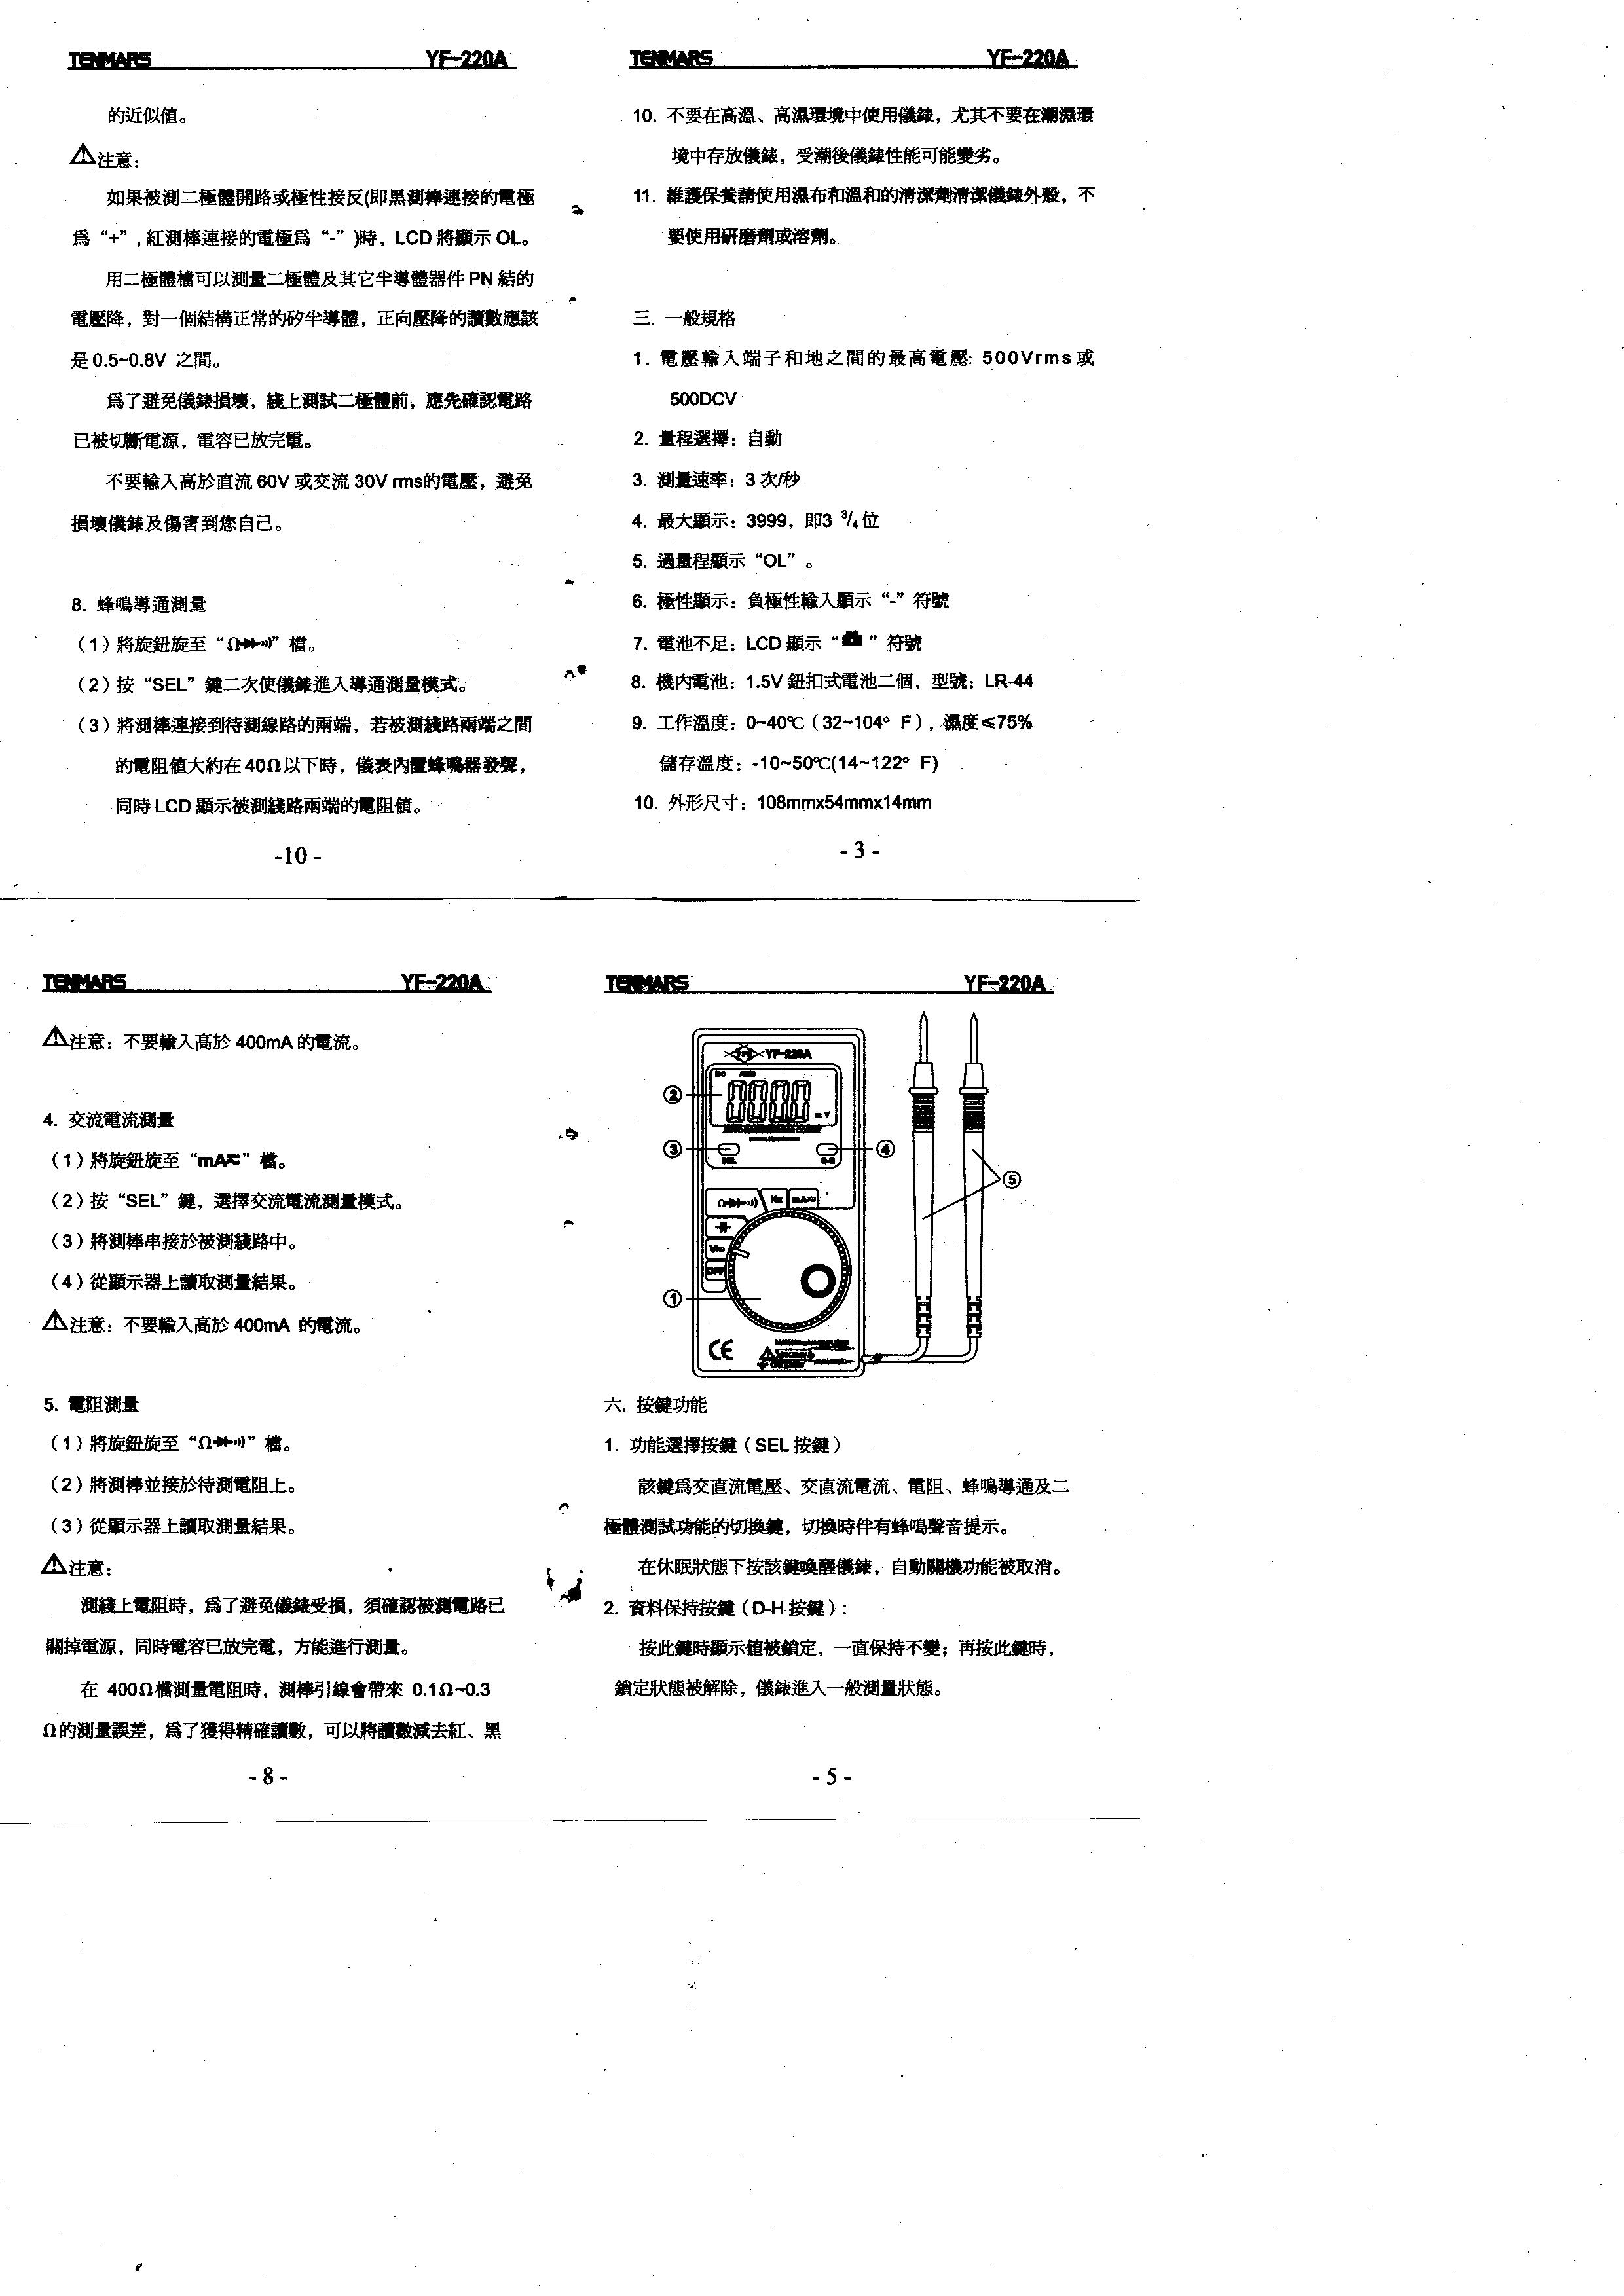 TENMARS YF-220A
的近似值。
⚠注意：
如果被測二極體開路或極性接反(即黑測棒連接的電極
爲“+”, 紅測棒連接的電極爲“-”)時，LCD 將顯示 OL。
用二極體檔可以測量二極體及其它半導體器件 PN 結的
電壓降，對一個結構正常的矽半導體，正向壓降的讀數應該
是 0.5~0.8V 之間。
爲了避免儀錶損壞，綫上測試二極體前，應先確認電路
已被切斷電源，電容已放完電。
不要輸入高於直流 60V 或交流 30V rms的電壓，避免
損壞儀錶及傷害到您自己。
8. 蜂鳴導通測量
（1）將旋鈕旋至“Ω ”檔。
（2）按“SEL”鍵二次使儀錶進入導通測量模式。
（3）將測棒連接到待測線路的兩端，若被測綫路兩端之間
的電阻值大約在 40Ω以下時，儀表內置蜂鳴器發聲，
同時 LCD 顯示被測綫路兩端的電阻值。
-10 -
TENMARS YF-220A
10. 不要在高溫、高濕環境中使用儀錶，尤其不要在潮濕環
境中存放儀錶，受潮後儀錶性能可能變劣。
11. 維護保養請使用濕布和溫和的清潔劑清潔儀錶外殼，不
要使用研磨劑或溶劑。
三. 一般規格
1. 電壓輸入端子和地之間的最高電壓: 500Vrms或
500DCV
2. 量程選擇：自動
3. 測量速率：3 次/秒
4. 最大顯示：3999，即3 3/4位
5. 過量程顯示“OL”。
6. 極性顯示：負極性輸入顯示“-”符號
7. 電池不足：LCD 顯示“ ”符號
8. 機內電池：1.5V 鈕扣式電池二個，型號：LR-44
9. 工作溫度：0~40℃（32~104° F），濕度≤75%
儲存溫度：-10~50℃(14~122° F)
10. 外形尺寸：108mmx54mmx14mm
- 3 -
TENMARS YF-220A
⚠注意：不要輸入高於 400mA 的電流。
4. 交流電流測量
（1）將旋鈕旋至“mA⎓”檔。
（2）按“SEL”鍵，選擇交流電流測量模式。
（3）將測棒串接於被測綫路中。
（4）從顯示器上讀取測量結果。
⚠注意：不要輸入高於 400mA 的電流。
5. 電阻測量
（1）將旋鈕旋至“Ω ”檔。
（2）將測棒並接於待測電阻上。
（3）從顯示器上讀取測量結果。
⚠注意：
測綫上電阻時，爲了避免儀錶受損，須確認被測電路已
關掉電源，同時電容已放完電，方能進行測量。
在 400Ω檔測量電阻時，測棒引線會帶來 0.1Ω~0.3
Ω的測量誤差，爲了獲得精確讀數，可以將讀數減去紅、黑
- 8 -
TENMARS YF-220A
YF-220A
DC
②
mV
③
④
SEL
D-H
⑤
Ω Hz mA
V
OFF
①
CE
六. 按鍵功能
1. 功能選擇按鍵（SEL 按鍵）
該鍵爲交直流電壓、交直流電流、電阻、蜂鳴導通及二
極體測試功能的切換鍵，切換時伴有蜂鳴聲音提示。
在休眠狀態下按該鍵喚醒儀錶，自動關機功能被取消。
2. 資料保持按鍵（D-H 按鍵）：
按此鍵時顯示值被鎖定，一直保持不變；再按此鍵時，
鎖定狀態被解除，儀錶進入一般測量狀態。
- 5 -